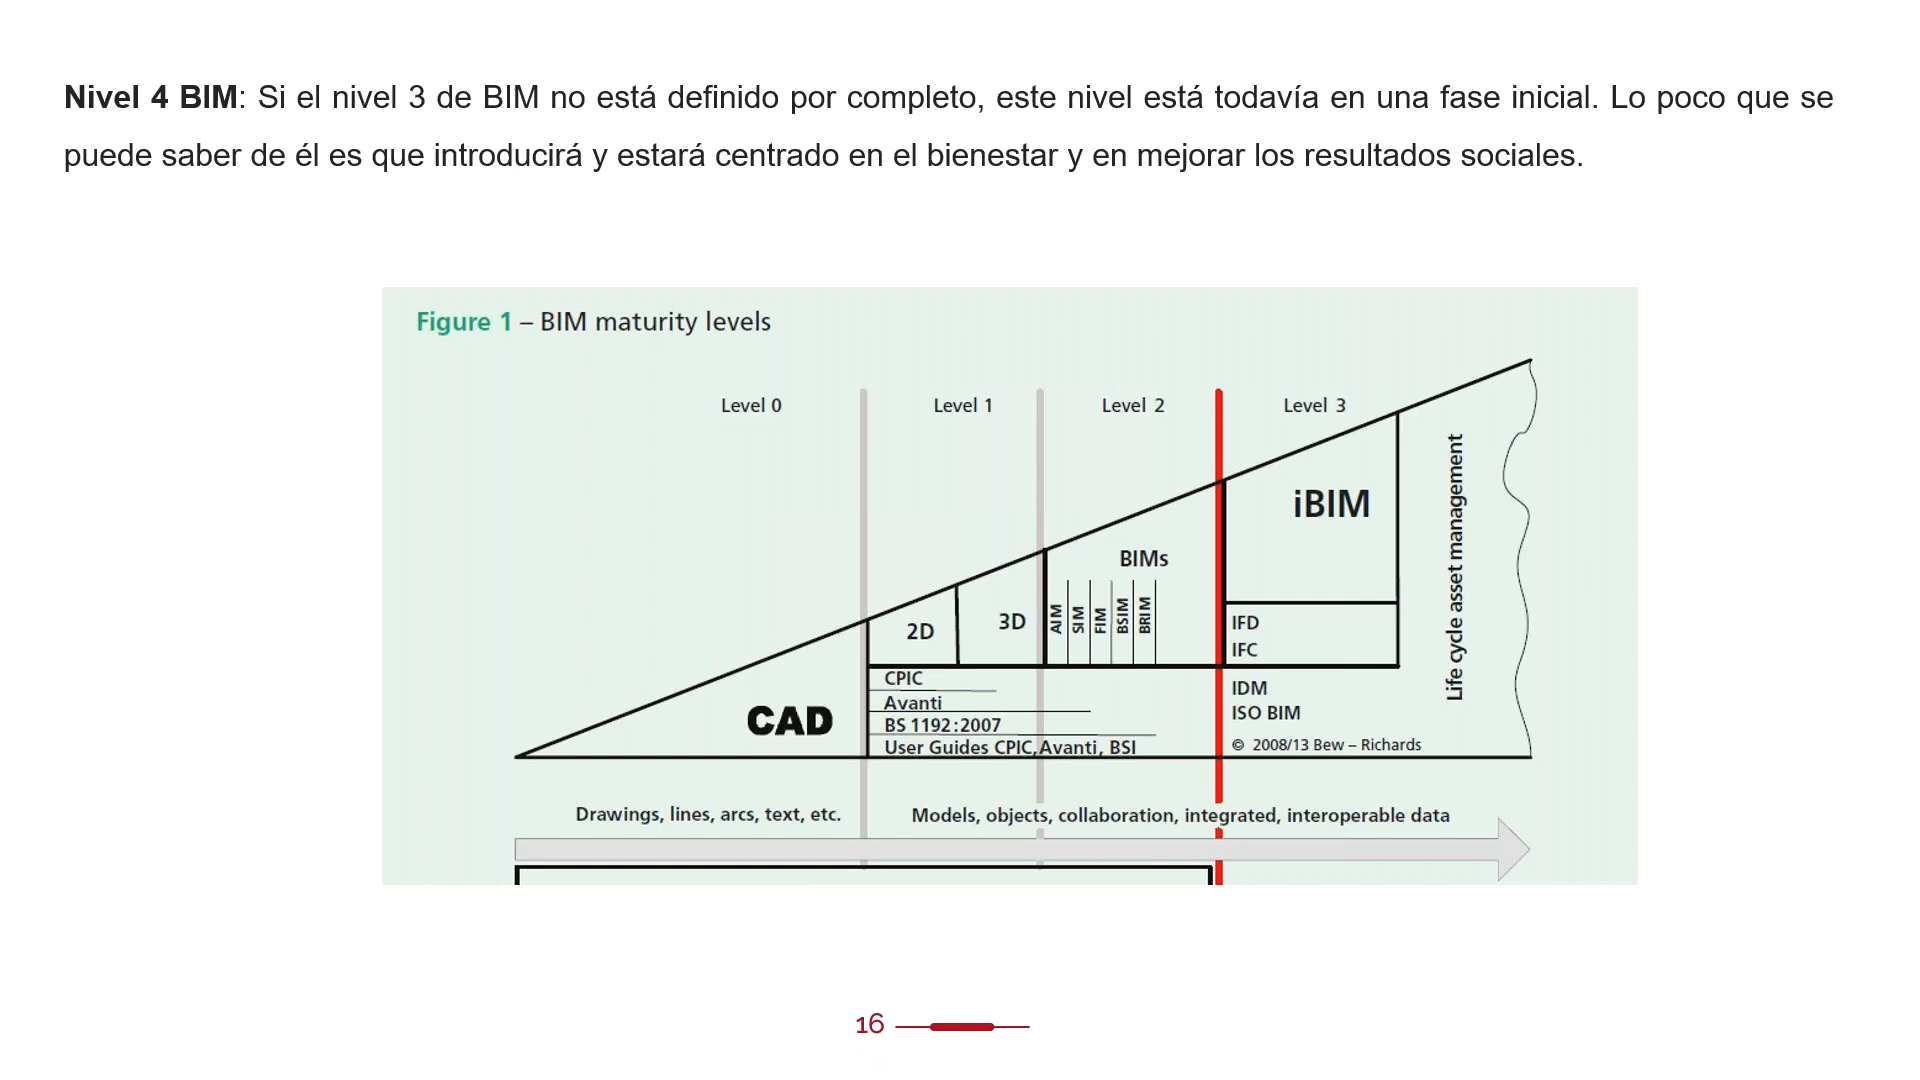 Nivel 4 BIM: Si el nivel 3 de BIM no está definido por completo, este nivel está todavía en una fase inicial. Lo poco que se
puede saber de él es que introducirá y estará centrado en el bienestar y en mejorar los resultados sociales.
Figure 1 – BIM maturity levels
Level 0
Level 1
Level 2
Level 3
iBIM
BIMs
2D
3D
AIM
SIM
FIM
BSIM
BRIM
IFD
IFC
Life cycle asset management
CAD
CPIC
Avanti
BS 1192:2007
User Guides CPIC, Avanti, BSI
IDM
ISO BIM
© 2008/13 Bew – Richards
Drawings, lines, arcs, text, etc.
Models, objects, collaboration, integrated, interoperable data
16